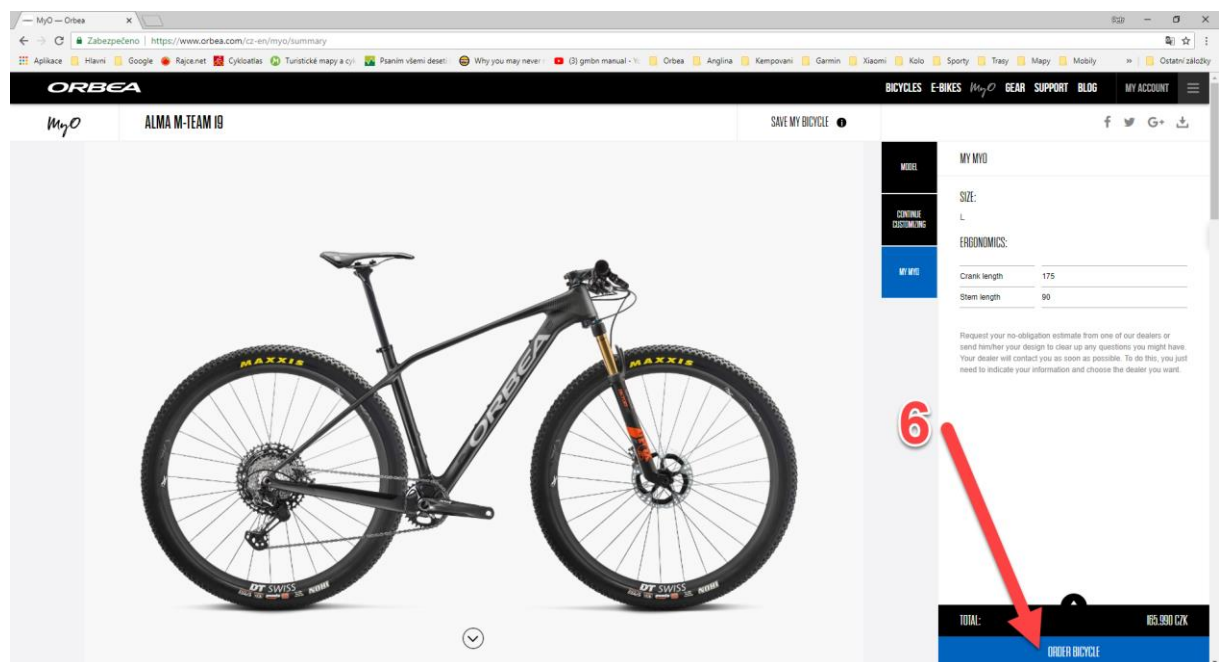 MyO — Orbea
Zabezpečeno | https://www.orbea.com/cz-en/myo/summary
Aplikace Hlavni Google Rajce.net Cykloatlas Turistické mapy a cyk Psaním všemi deseti Why you may never (3) gmbn manual - Orbea Anglina Kempovani Garmin Xiaomi Kolo Sporty Trasy Mapy Mobily » Ostatní záložky
ORBEA BICYCLES E-BIKES MyO GEAR SUPPORT BLOG MY ACCOUNT
MyO ALMA M-TEAM 19 SAVE MY BICYCLE
MODEL
CONTINUE
CUSTOMIZING
MY MYO
MY MYO
SIZE:
L
ERGONOMICS:
Crank length 175
Stem length 90
Request your no-obligation estimate from one of our dealers or
send him/her your design to clear up any questions you might have.
Your dealer will contact you as soon as possible. To do this, you just
need to indicate your information and choose the dealer you want.
MAXXIS
MAXXIS
ORBEA
DT SWISS
DT SWISS
6
TOTAL: 165.990 CZK
ORDER BICYCLE